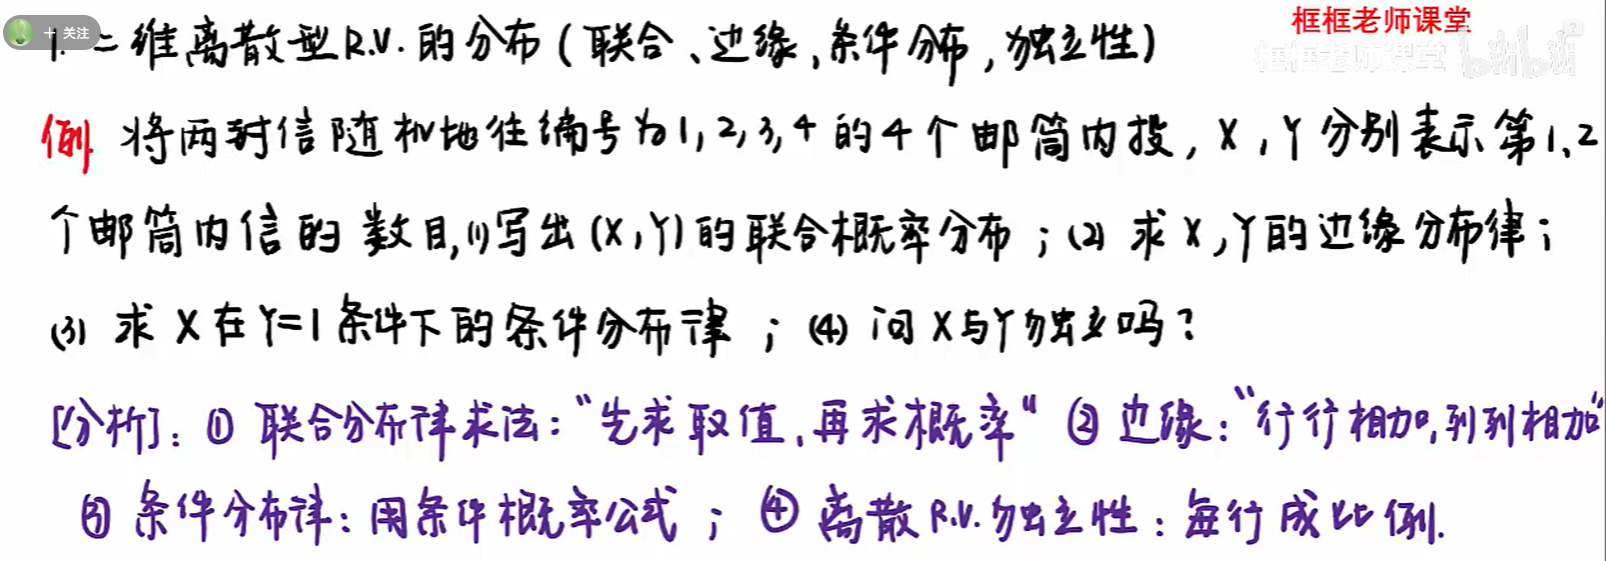 + 关注
框框老师课堂
框框老师课堂 bilibili
1. 二维离散型R.V.的分布(联合、边缘,条件分布,独立性)
例 将两封信随机地往编号为1,2,3,4的4个邮筒内投,X,Y分别表示第1、2
个邮筒内信的数目,(1)写出(X,Y)的联合概率分布;(2) 求X,Y的边缘分布律;
(3) 求X在Y=1条件下的条件分布律;(4) 问X与Y独立吗?
[分析]:① 联合分布律求法:“先求取值,再求概率” ② 边缘:“行行相加,列列相加”
③ 条件分布律:用条件概率公式;④ 离散R.V.独立性:每行成比例.